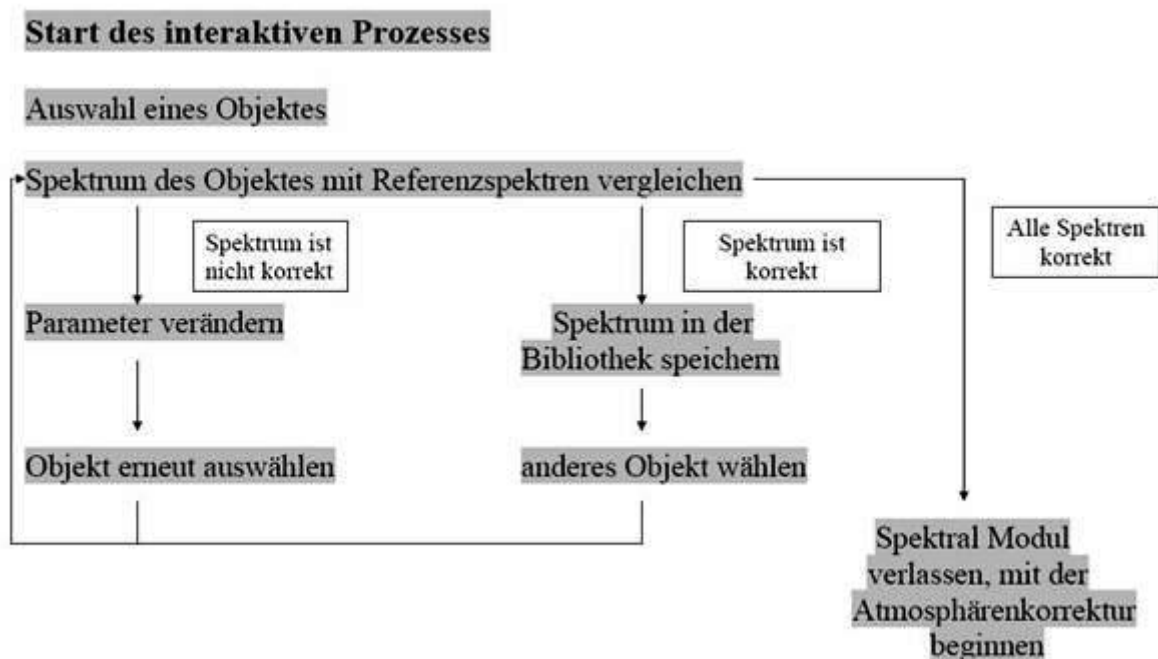 Start des interaktiven Prozesses
Auswahl eines Objektes
Spektrum des Objektes mit Referenzspektren vergleichen
Spektrum ist
nicht korrekt
Spektrum ist
korrekt
Alle Spektren
korrekt
Parameter verändern
Spektrum in der
Bibliothek speichern
Objekt erneut auswählen
anderes Objekt wählen
Spektral Modul
verlassen, mit der
Atmosphärenkorrektur
beginnen